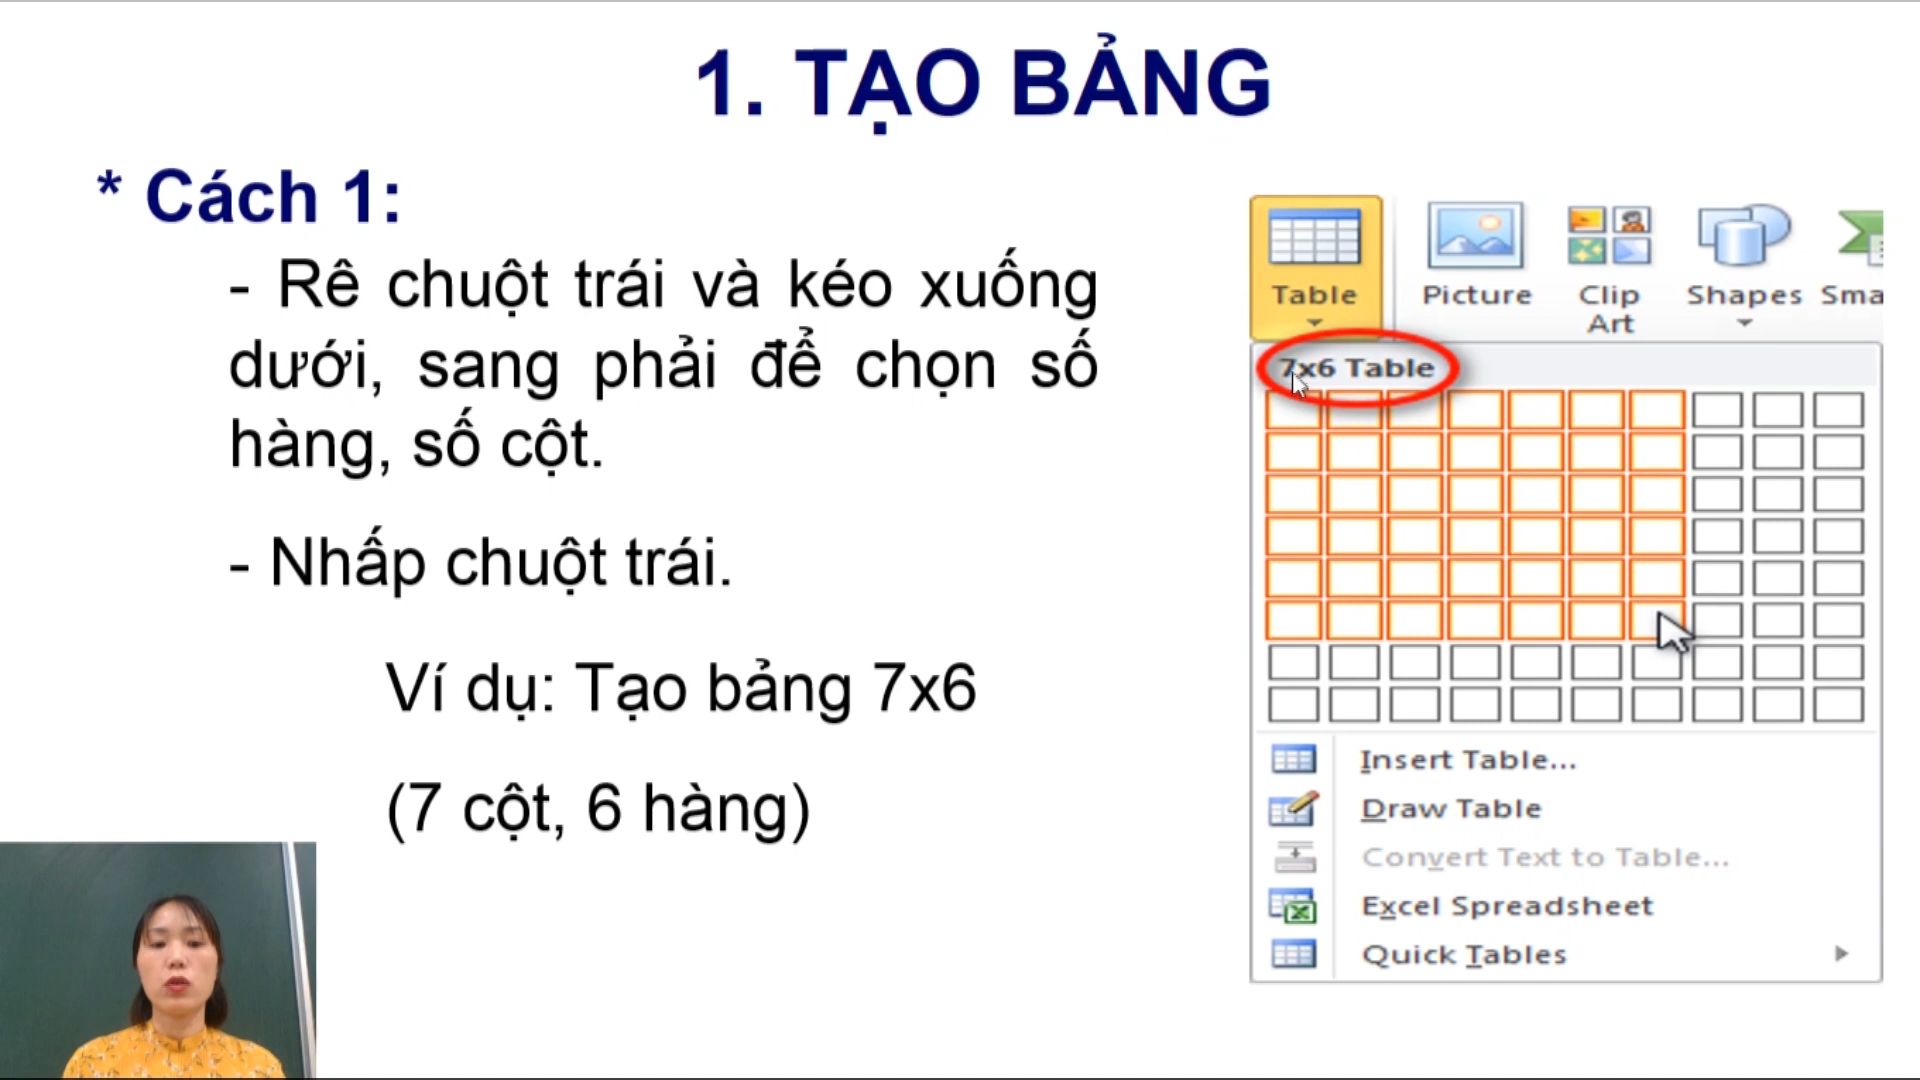 1. TẠO BẢNG
* Cách 1:
- Rê chuột trái và kéo xuống
dưới, sang phải để chọn số
hàng, số cột.
- Nhấp chuột trái.
Ví dụ: Tạo bảng 7x6
(7 cột, 6 hàng)
Table
Picture
Clip
Art
Shapes
Sma
7x6 Table
Insert Table...
Draw Table
Convert Text to Table...
Excel Spreadsheet
Quick Tables